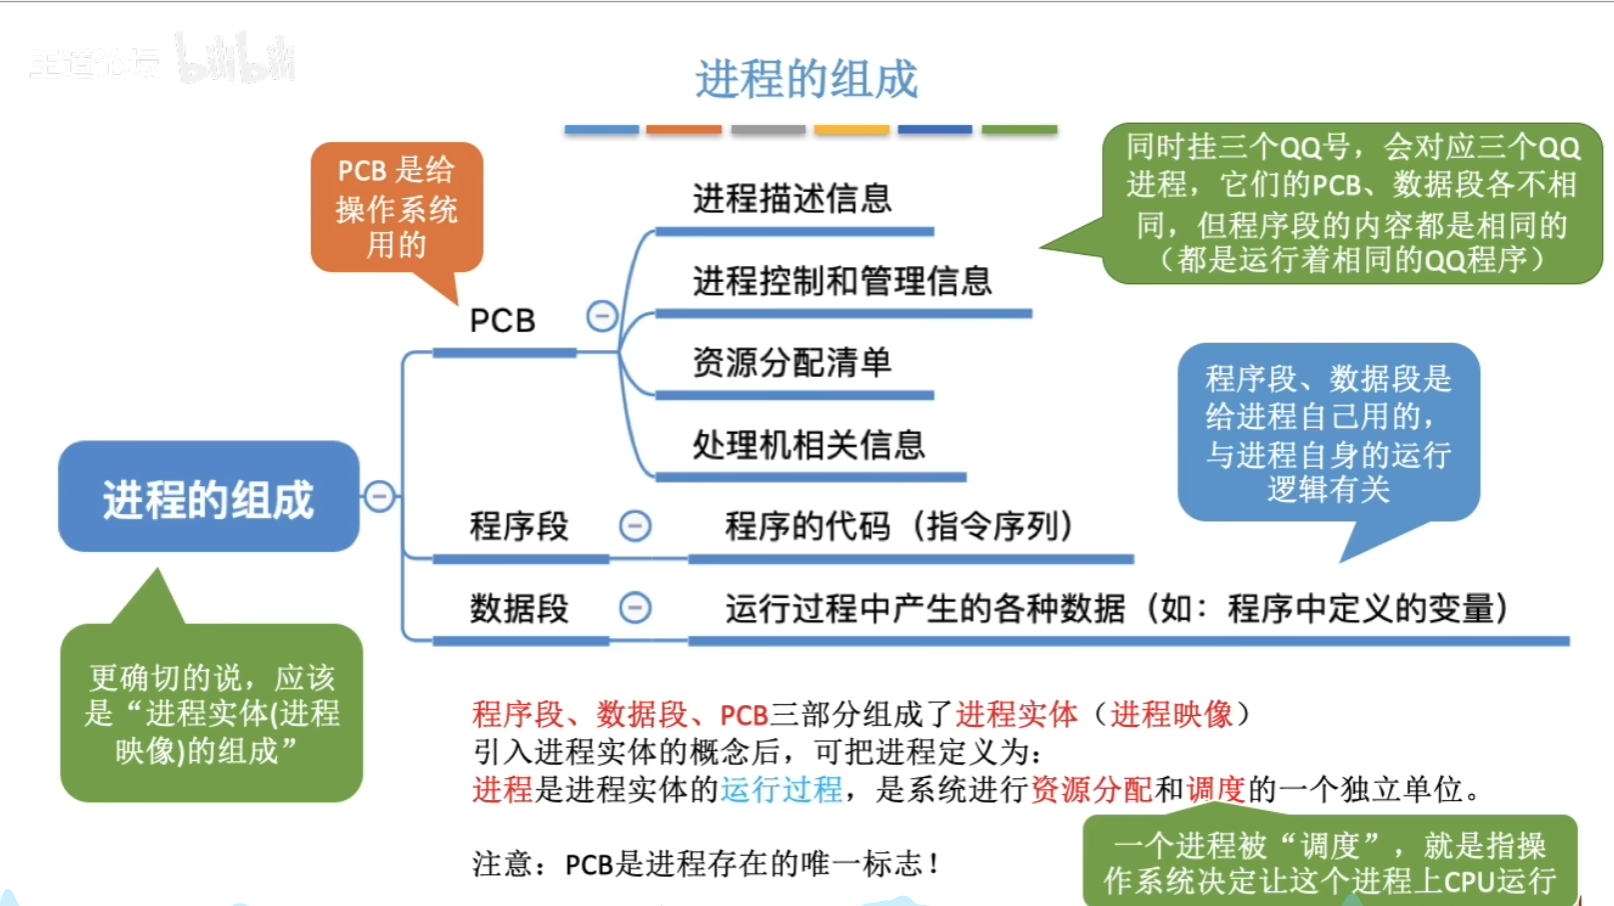 王道论坛 bilibili
进程的组成
PCB 是给
操作系统
用的
同时挂三个QQ号，会对应三个QQ
进程，它们的PCB、数据段各不相
同，但程序段的内容都是相同的
（都是运行着相同的QQ程序）
进程描述信息
进程控制和管理信息
PCB
资源分配清单
处理机相关信息
程序段、数据段是
给进程自己用的，
与进程自身的运行
逻辑有关
进程的组成
程序段
程序的代码（指令序列）
数据段
运行过程中产生的各种数据（如：程序中定义的变量）
更确切的说，应该
是“进程实体(进程
映像)的组成”
程序段、数据段、PCB三部分组成了进程实体（进程映像）
引入进程实体的概念后，可把进程定义为：
进程是进程实体的运行过程，是系统进行资源分配和调度的一个独立单位。
一个进程被“调度”，就是指操
作系统决定让这个进程上CPU运行
注意：PCB是进程存在的唯一标志！